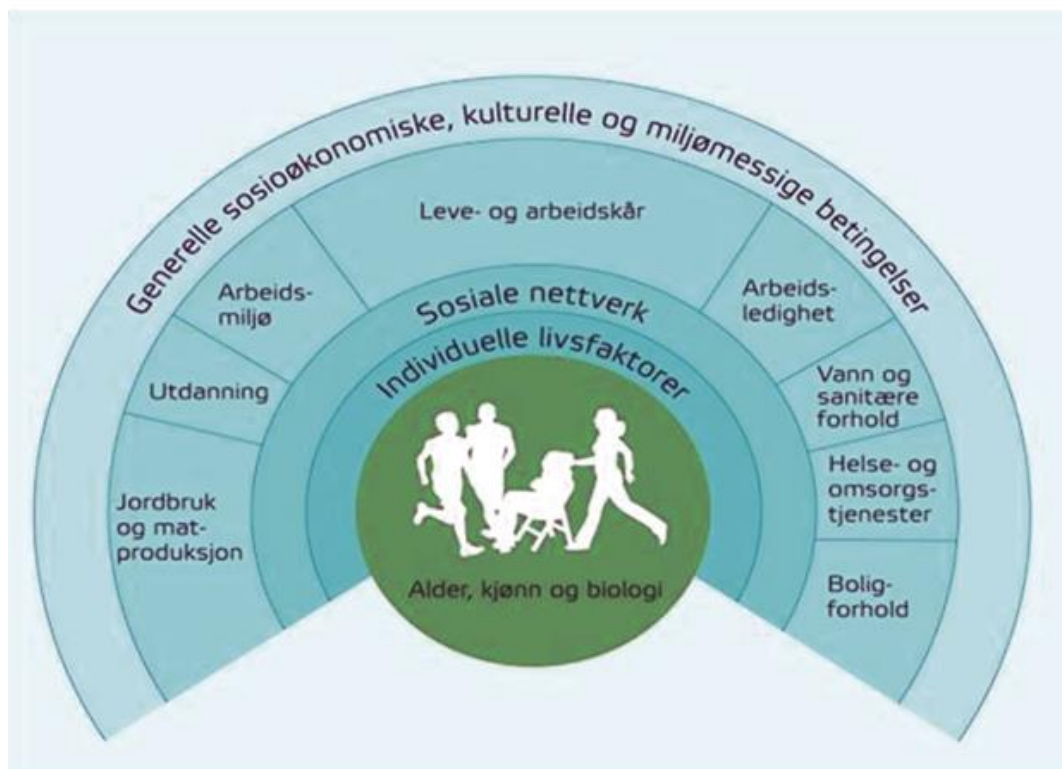 Generelle sosioøkonomiske, kulturelle og miljømessige betingelser
Leve- og arbeidskår
Arbeids-
miljø
Arbeids-
ledighet
Sosiale nettverk
Individuelle livsfaktorer
Utdanning
Vann og
sanitære
forhold
Jordbruk
og mat-
produksjon
Helse- og
omsorgs-
tjenester
Bolig-
forhold
Alder, kjønn og biologi